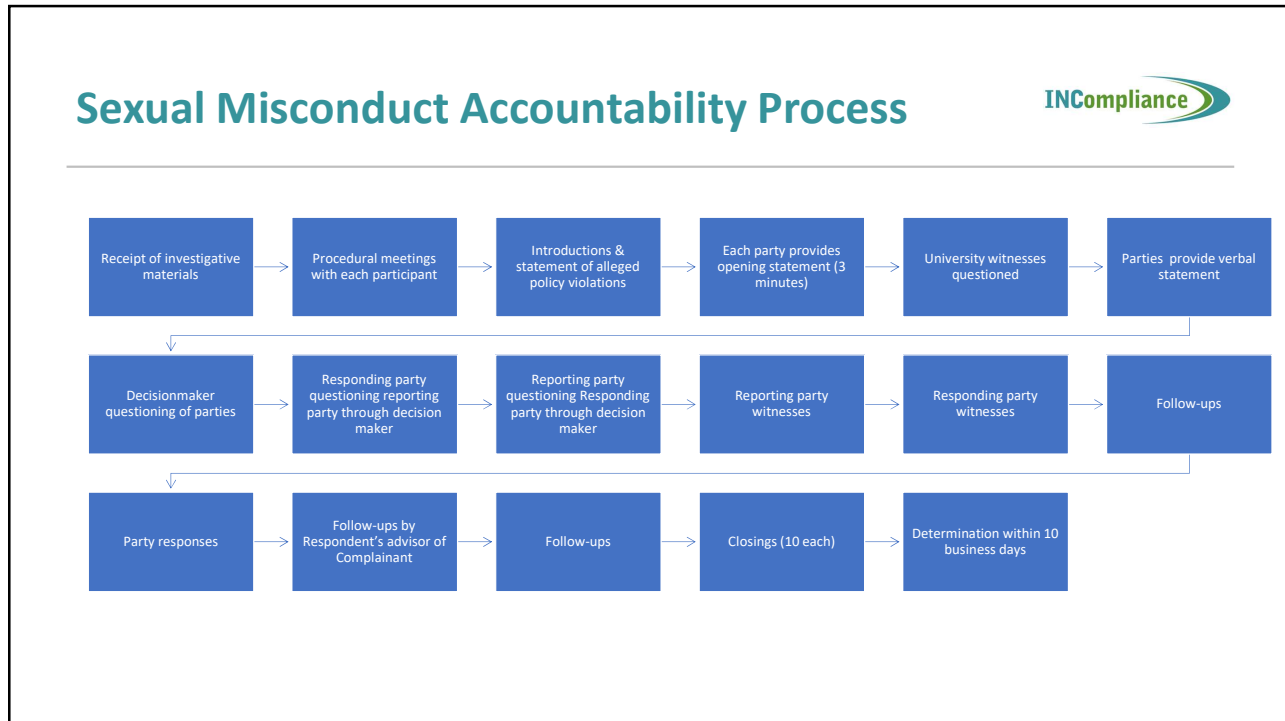 Sexual Misconduct Accountability Process
INCompliance
Receipt of investigative
materials
Procedural meetings
with each participant
Introductions &
statement of alleged
policy violations
Each party provides
opening statement (3
minutes)
University witnesses
questioned
Parties provide verbal
statement
Decisionmaker
questioning of parties
Responding party
questioning reporting
party through decision
maker
Reporting party
questioning Responding
party through decision
maker
Reporting party
witnesses
Responding party
witnesses
Follow-ups
Party responses
Follow-ups by
Respondent’s advisor of
Complainant
Follow-ups
Closings (10 each)
Determination within 10
business days